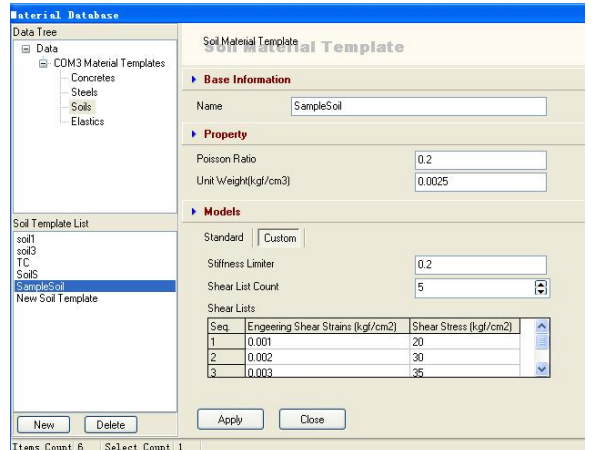 Material Database
Data Tree
Data
COM3 Material Templates
Concretes
Steels
Soils
Elastics
Soil Template List
soil1
soil3
TC
SoilS
SampleSoil
New Soil Template
New Delete
Soil Material Template
Soil Material Template
Base Information
Name SampleSoil
Property
Poisson Ratio 0.2
Unit Weight(kgf/cm3) 0.0025
Models
Standard Custom
Stiffness Limiter 0.2
Shear List Count 5
Shear Lists
Seq. Engeering Shear Strains (kgf/cm2) Shear Stress (kgf/cm2)
1 0.001 20
2 0.002 30
3 0.003 35
Apply Close
Items Count 6 Select Count 1